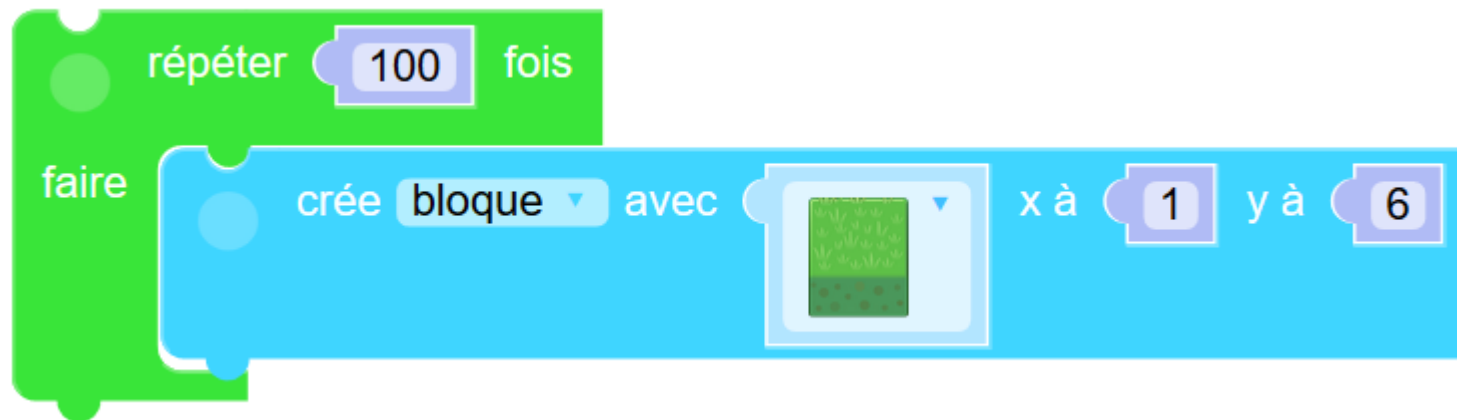 répéter 100 fois
faire crée bloque ▾ avec ▾ x à 1 y à 6